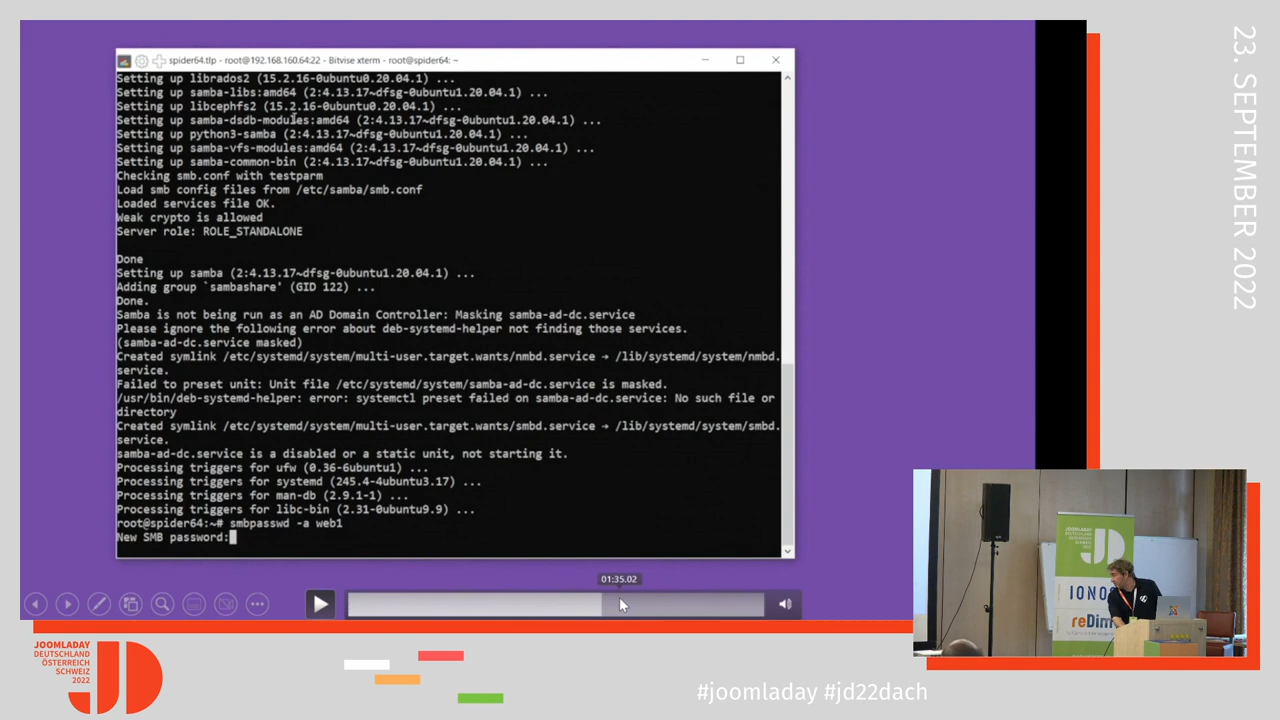 spider64.tlp - root@192.168.160.64:22 - Bitvise xterm - root@spider64: ~
Setting up librados2 (15.2.16-0ubuntu0.20.04.1) ...
Setting up samba-libs:amd64 (2:4.13.17~dfsg-0ubuntu1.20.04.1) ...
Setting up libcephfs2 (15.2.16-0ubuntu0.20.04.1) ...
Setting up samba-dsdb-modules:amd64 (2:4.13.17~dfsg-0ubuntu1.20.04.1) ...
Setting up python3-samba (2:4.13.17~dfsg-0ubuntu1.20.04.1) ...
Setting up samba-vfs-modules:amd64 (2:4.13.17~dfsg-0ubuntu1.20.04.1) ...
Setting up samba-common-bin (2:4.13.17~dfsg-0ubuntu1.20.04.1) ...
Checking smb.conf with testparm
Load smb config files from /etc/samba/smb.conf
Loaded services file OK.
Weak crypto is allowed
Server role: ROLE_STANDALONE
Done
Setting up samba (2:4.13.17~dfsg-0ubuntu1.20.04.1) ...
Adding group `sambashare' (GID 122) ...
Done.
Samba is not being run as an AD Domain Controller: Masking samba-ad-dc.service
Please ignore the following error about deb-systemd-helper not finding those services.
(samba-ad-dc.service masked)
Created symlink /etc/systemd/system/multi-user.target.wants/nmbd.service → /lib/systemd/system/nmbd.
service.
Failed to preset unit: Unit file /etc/systemd/system/samba-ad-dc.service is masked.
/usr/bin/deb-systemd-helper: error: systemctl preset failed on samba-ad-dc.service: No such file or
directory
Created symlink /etc/systemd/system/multi-user.target.wants/smbd.service → /lib/systemd/system/smbd.
service.
samba-ad-dc.service is a disabled or a static unit, not starting it.
Processing triggers for ufw (0.36-6ubuntu1) ...
Processing triggers for systemd (245.4-4ubuntu3.17) ...
Processing triggers for man-db (2.9.1-1) ...
Processing triggers for libc-bin (2.31-0ubuntu9.9) ...
root@spider64:~# smbpasswd -a web1
New SMB password:
01:35.02
23. SEPTEMBER 2022
JD
IONOS
reDim
JOOMLADAY
DEUTSCHLAND
ÖSTERREICH
SCHWEIZ
2022
JD
#joomladay #jd22dach